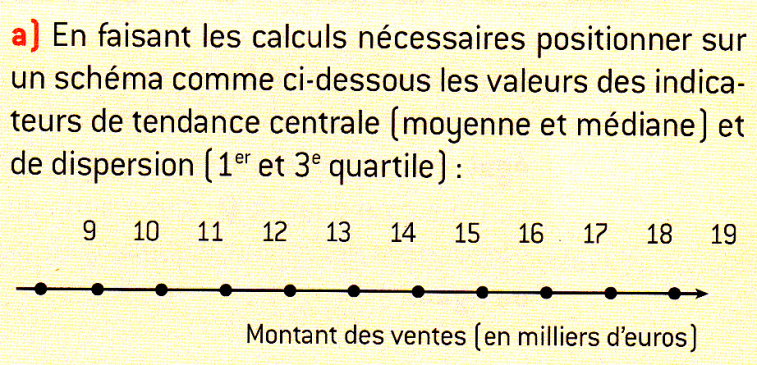 a) En faisant les calculs nécessaires positionner sur
un schéma comme ci-dessous les valeurs des indica-
teurs de tendance centrale (moyenne et médiane) et
de dispersion (1er et 3e quartile) :
9 10 11 12 13 14 15 16 17 18 19
Montant des ventes (en milliers d'euros)